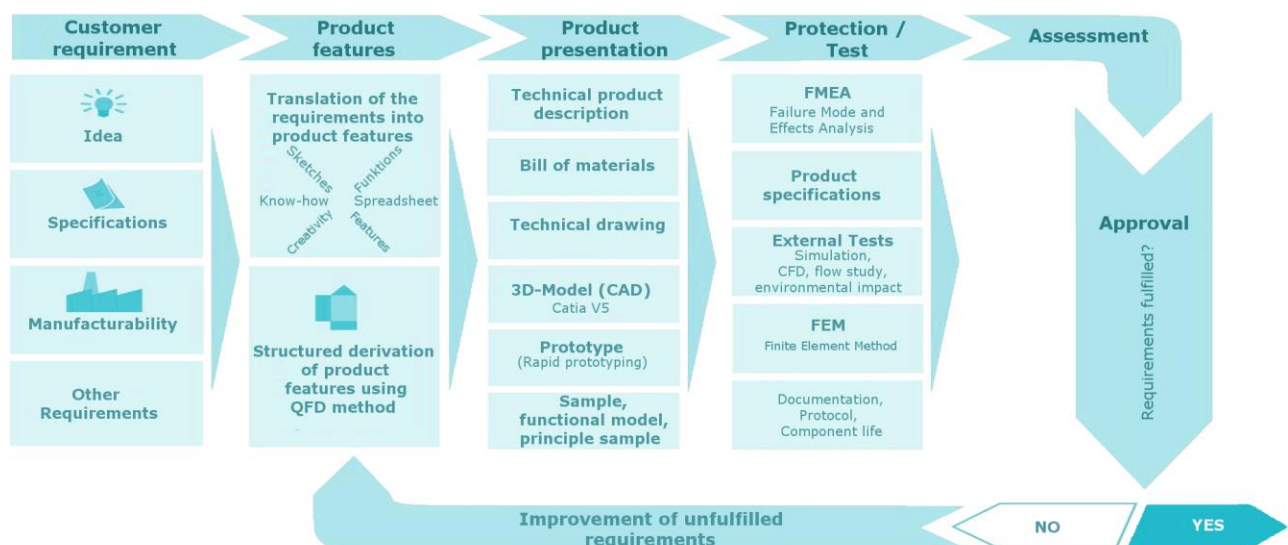 Customer
requirement
Product
features
Product
presentation
Protection /
Test
Assessment
Idea
Specifications
Manufacturability
Other
Requirements
Translation of the
requirements into
product features
Sketches
Funktions
Know-how
Spreadsheet
Creativity
Features
Structured derivation
of product
features using
QFD method
Technical product
description
Bill of materials
Technical drawing
3D-Model (CAD)
Catia V5
Prototype
(Rapid prototyping)
Sample,
functional model,
principle sample
FMEA
Failure Mode and
Effects Analysis
Product
specifications
External Tests
Simulation,
CFD, flow study,
environmental impact
FEM
Finite Element Method
Documentation,
Protocol,
Component life
Approval
Requirements fulfilled?
Improvement of unfulfilled
requirements
NO
YES